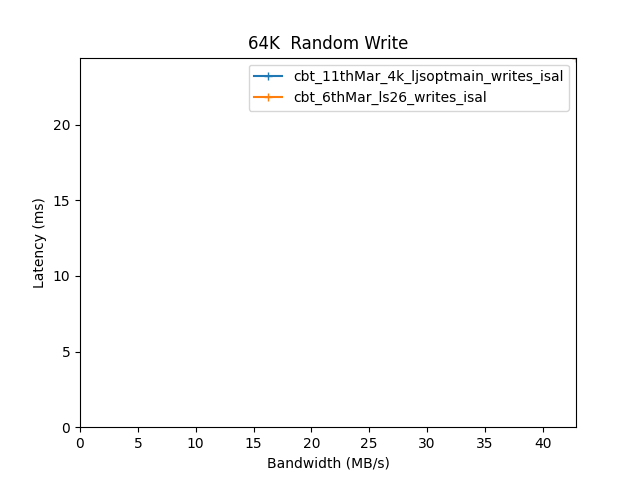 64K  Random Write
cbt_11thMar_4k_ljsoptmain_writes_isal
cbt_6thMar_ls26_writes_isal
20
15
10
5
0
Latency (ms)
0 5 10 15 20 25 30 35 40
Bandwidth (MB/s)